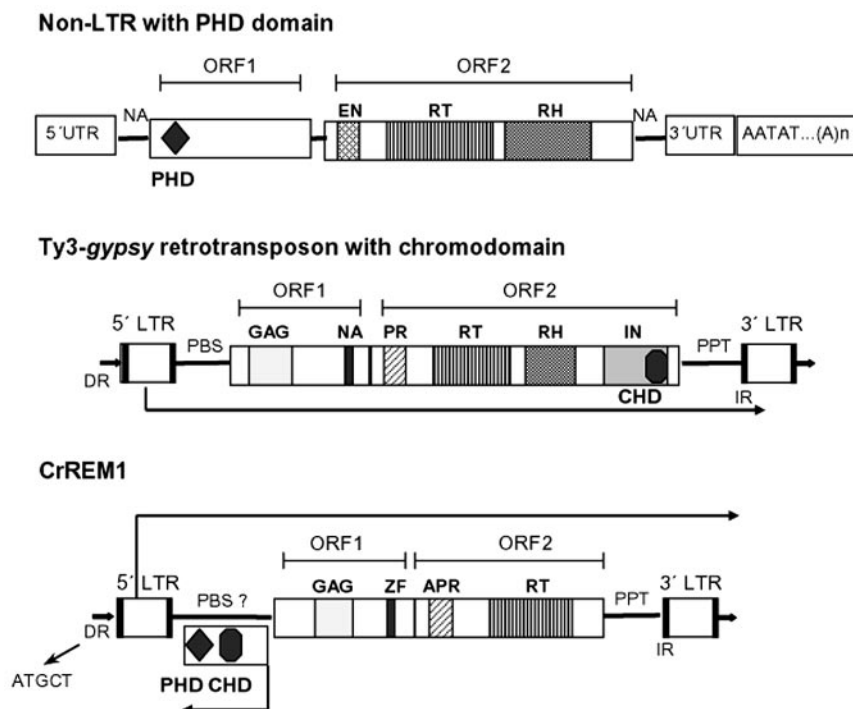 Non-LTR with PHD domain
ORF1 ORF2
NA EN RT RH NA
5´UTR 3´UTR AATAT...(A)n
PHD
Ty3-gypsy retrotransposon with chromodomain
ORF1 ORF2
5´ LTR 3´ LTR
PBS GAG NA PR RT RH IN PPT
DR CHD IR
CrREM1
ORF1 ORF2
5´ LTR 3´ LTR
PBS ? GAG ZF APR RT PPT
DR IR
ATGCT PHD CHD